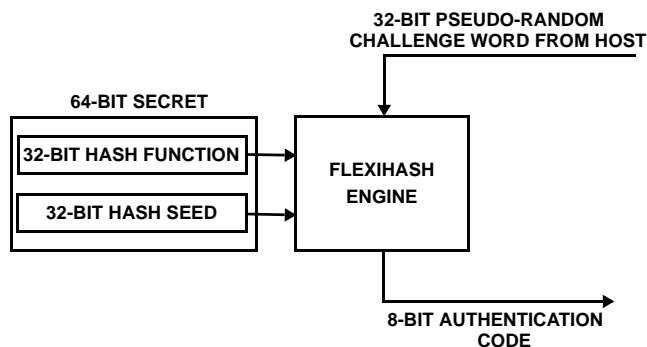 32-BIT PSEUDO-RANDOM
CHALLENGE WORD FROM HOST
64-BIT SECRET
32-BIT HASH FUNCTION
32-BIT HASH SEED
FLEXIHASH
ENGINE
8-BIT AUTHENTICATION
CODE